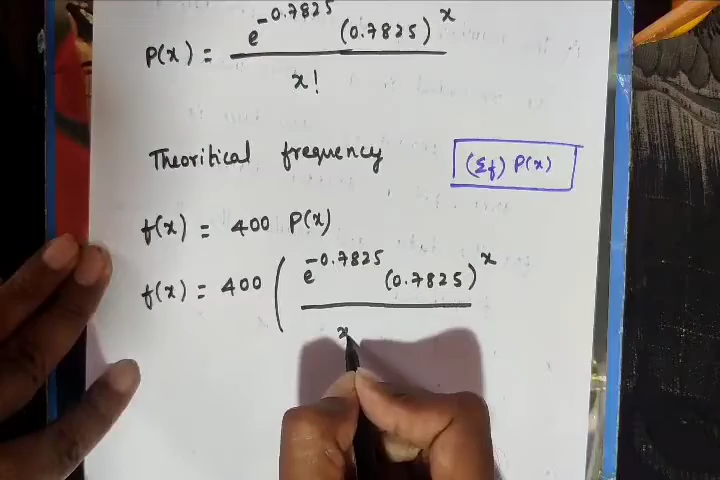 P(x) = e^-0.7825 (0.7825)^x / x!
Theoritical frequency
(Σf) P(x)
f(x) = 400 P(x)
f(x) = 400 ( e^-0.7825 (0.7825)^x / x